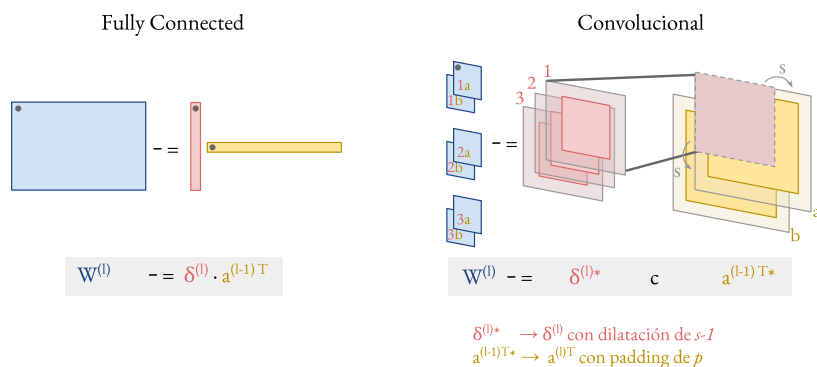 Fully Connected
- =
W(l) - = δ(l) · a(l-1) T
Convolucional
1a
1b
2a
2b
3a
3b
- =
1
2
3
s
s
a
b
W(l) - = δ(l)* c a(l-1) T*
δ(l)* → δ(l) con dilatación de s-1
a(l-1)T* → a(l)T con padding de p